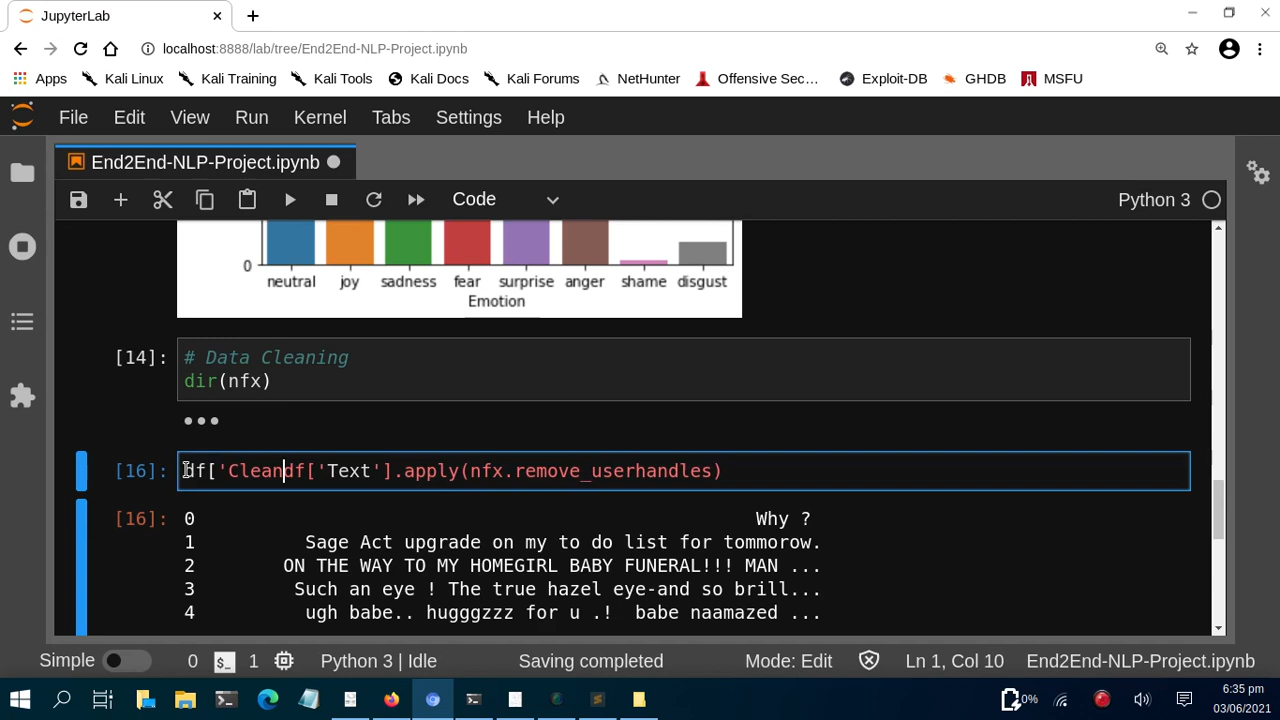 JupyterLab
localhost:8888/lab/tree/End2End-NLP-Project.ipynb
Apps Kali Linux Kali Training Kali Tools Kali Docs Kali Forums NetHunter Offensive Sec... Exploit-DB GHDB MSFU
File Edit View Run Kernel Tabs Settings Help
End2End-NLP-Project.ipynb
Code Python 3
0
neutral joy sadness fear surprise anger shame disgust
Emotion
[14]: # Data Cleaning
dir(nfx)
[16]: df['Cleandf['Text'].apply(nfx.remove_userhandles)
[16]: 0 Why ?
1 Sage Act upgrade on my to do list for tommorow.
2 ON THE WAY TO MY HOMEGIRL BABY FUNERAL!!! MAN ...
3 Such an eye ! The true hazel eye-and so brill...
4 ugh babe.. hugggzzz for u .! babe naamazed ...
Simple 0 1 Python 3 | Idle Saving completed Mode: Edit Ln 1, Col 10 End2End-NLP-Project.ipynb
0% 6:35 pm
03/06/2021